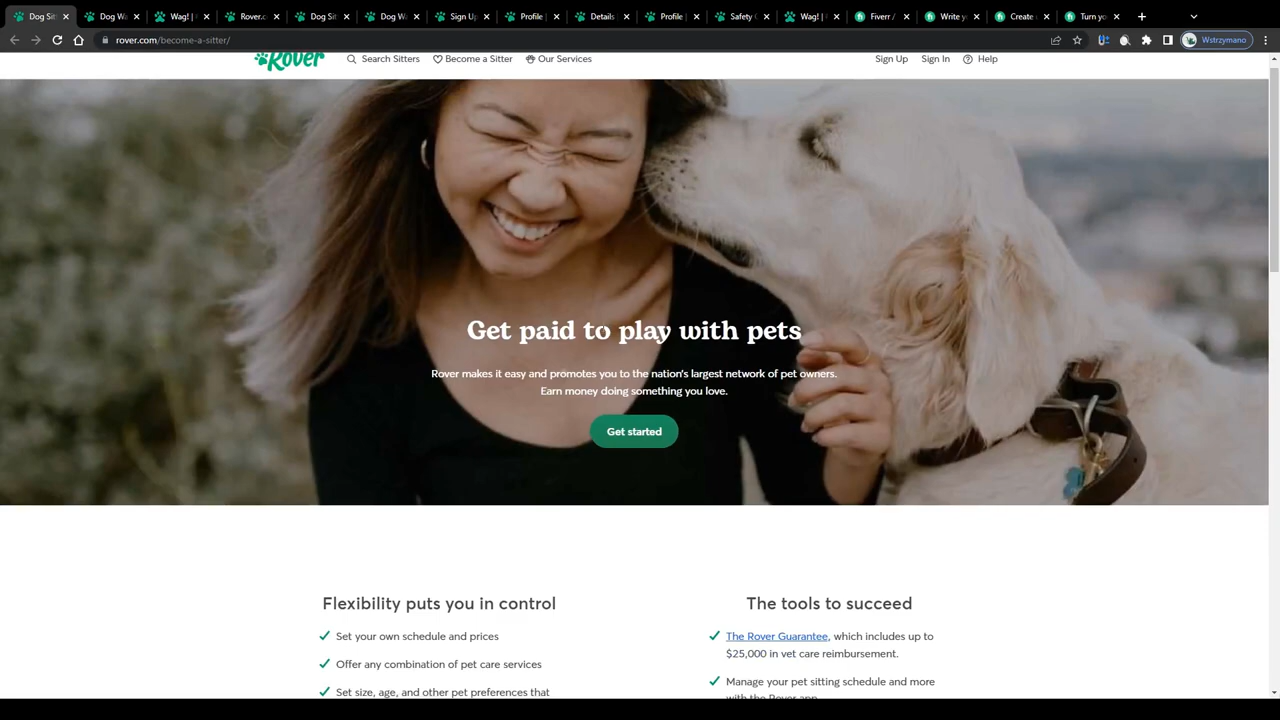 Dog Sit
Dog Wa
Wag! |
Rover.c
Dog Sit
Dog Wa
Sign Up
Profile |
Details
Profile |
Safety
Wag! |
Fiverr /
Write y
Create
Turn yo
rover.com/become-a-sitter/
Wstrzymano
Rover
Search Sitters
Become a Sitter
Our Services
Sign Up
Sign In
Help
Get paid to play with pets
Rover makes it easy and promotes you to the nation's largest network of pet owners.
Earn money doing something you love.
Get started
Flexibility puts you in control
Set your own schedule and prices
Offer any combination of pet care services
Set size, age, and other pet preferences that
The tools to succeed
The Rover Guarantee, which includes up to
$25,000 in vet care reimbursement.
Manage your pet sitting schedule and more
with the Rover app